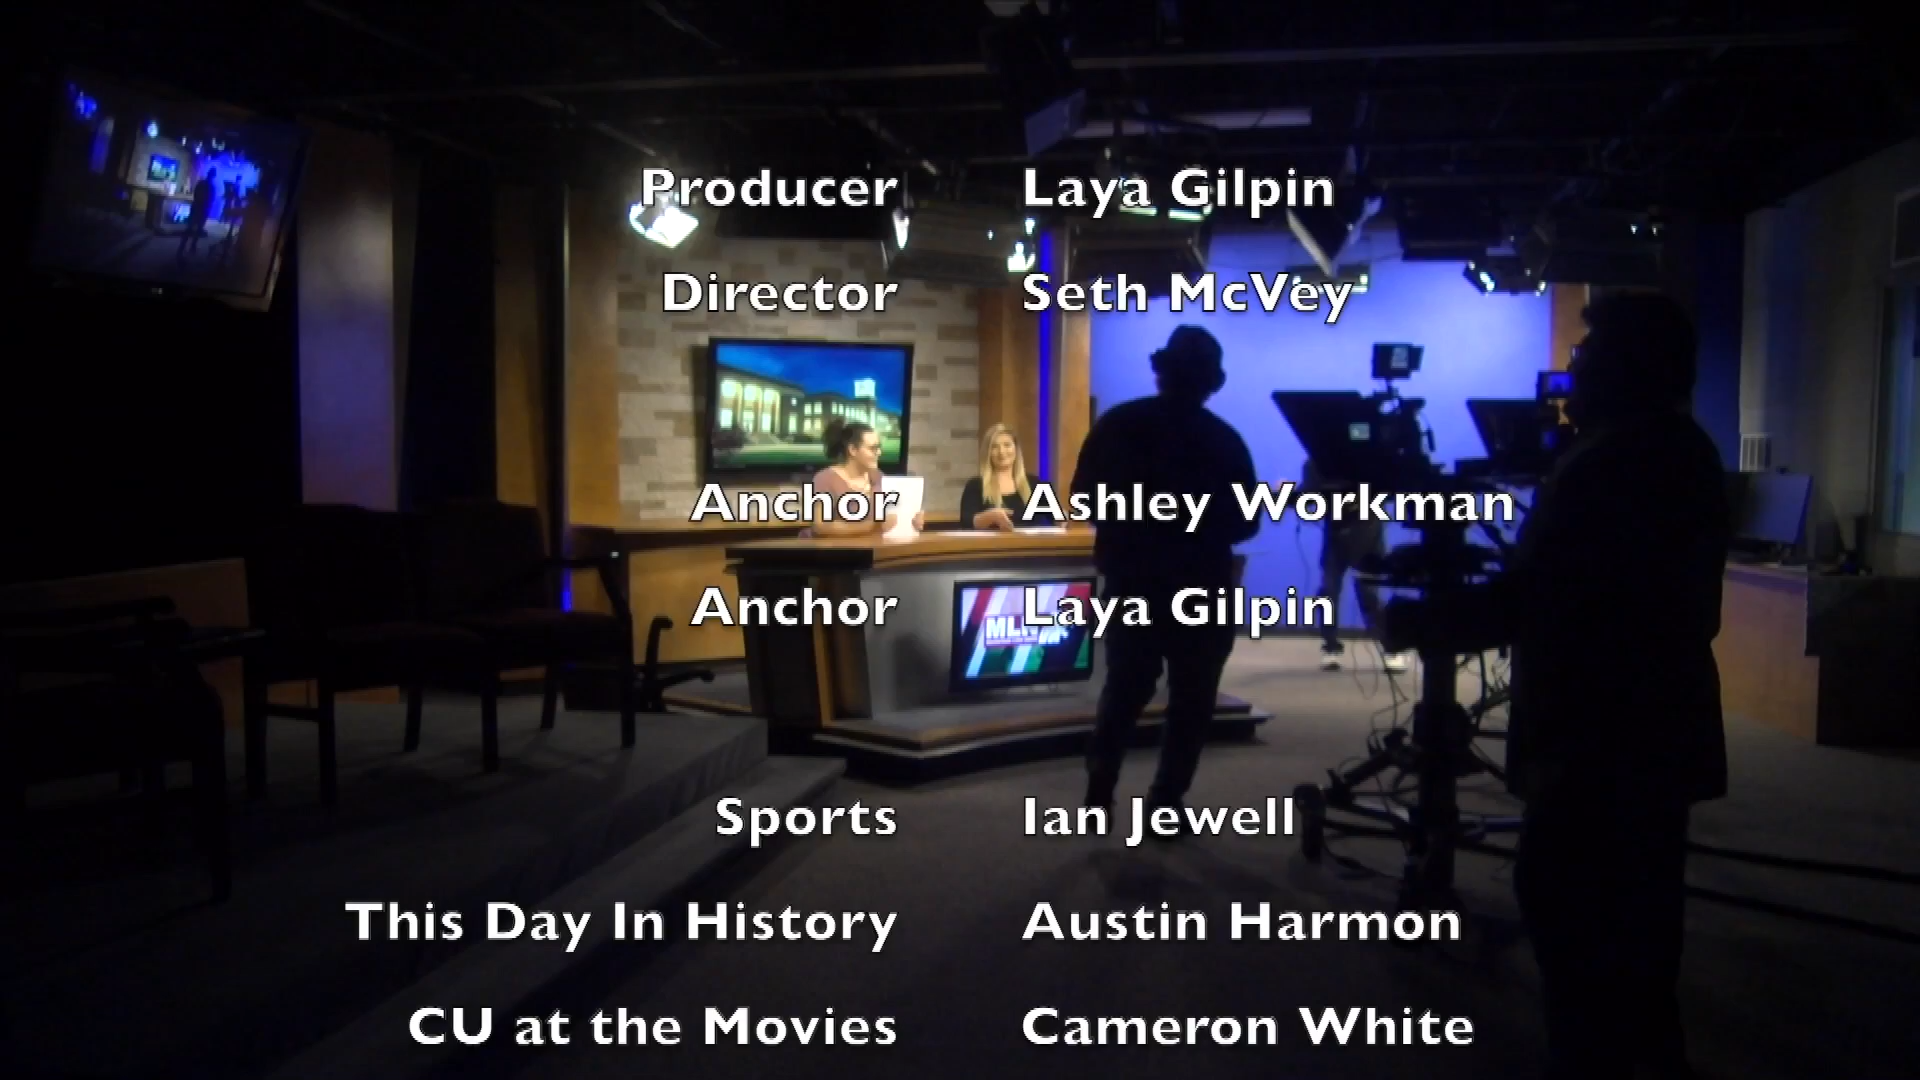 Producer Laya Gilpin
Director Seth McVey
Anchor Ashley Workman
Anchor Laya Gilpin
Sports Ian Jewell
This Day In History Austin Harmon
CU at the Movies Cameron White